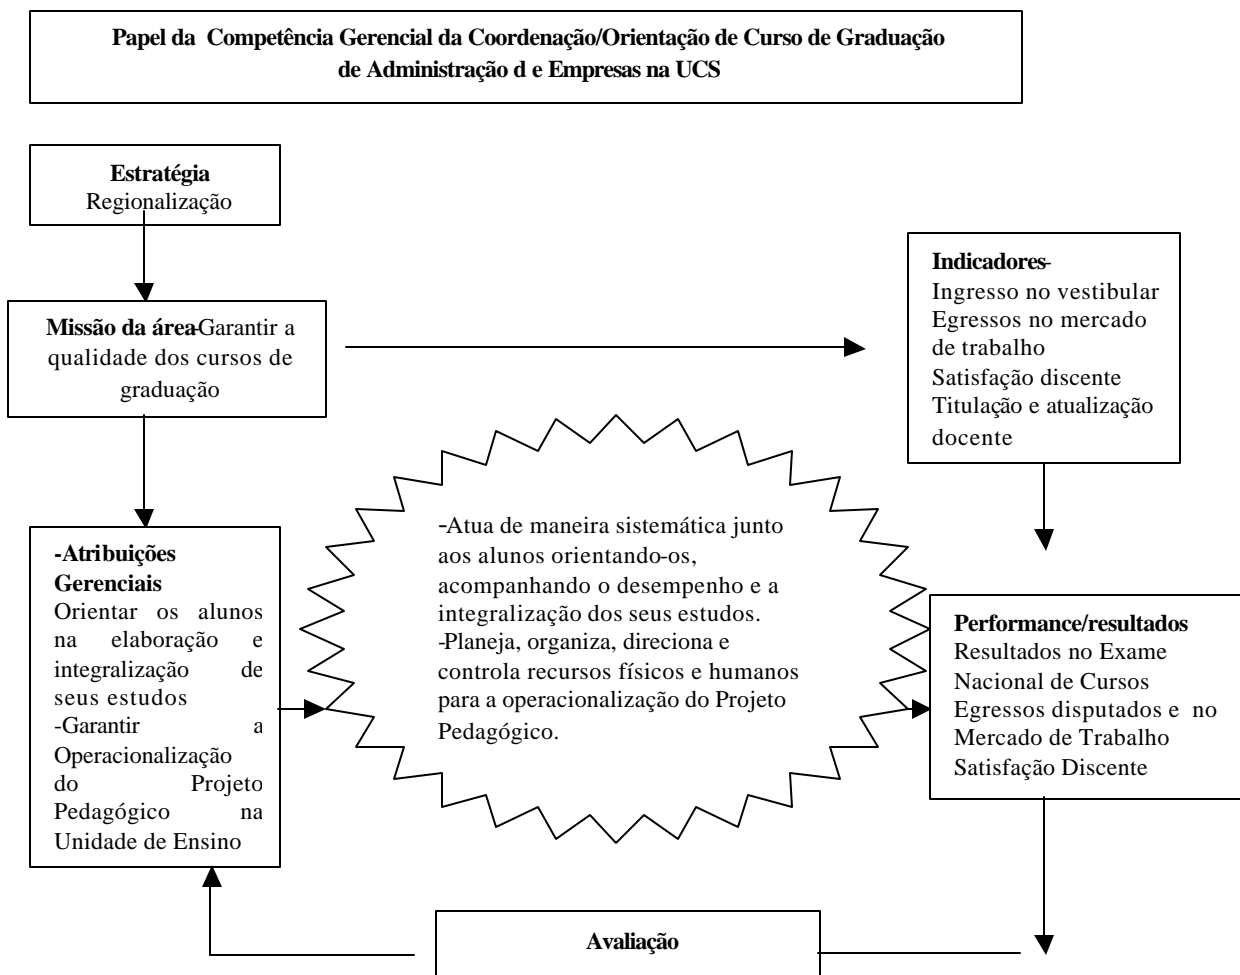 Papel da Competência Gerencial da Coordenação/Orientação de Curso de Graduação
de Administração d e Empresas na UCS
Estratégia
Regionalização
Missão da área-Garantir a
qualidade dos cursos de
graduação
Indicadores-
Ingresso no vestibular
Egressos no mercado
de trabalho
Satisfação discente
Titulação e atualização
docente
-Atribuições
Gerenciais
Orientar os alunos
na elaboração e
integralização de
seus estudos
-Garantir a
Operacionalização
do Projeto
Pedagógico na
Unidade de Ensino
-Atua de maneira sistemática junto
aos alunos orientando-os,
acompanhando o desempenho e a
integralização dos seus estudos.
-Planeja, organiza, direciona e
controla recursos físicos e humanos
para a operacionalização do Projeto
Pedagógico.
Performance/resultados
Resultados no Exame
Nacional de Cursos
Egressos disputados e no
Mercado de Trabalho
Satisfação Discente
Avaliação